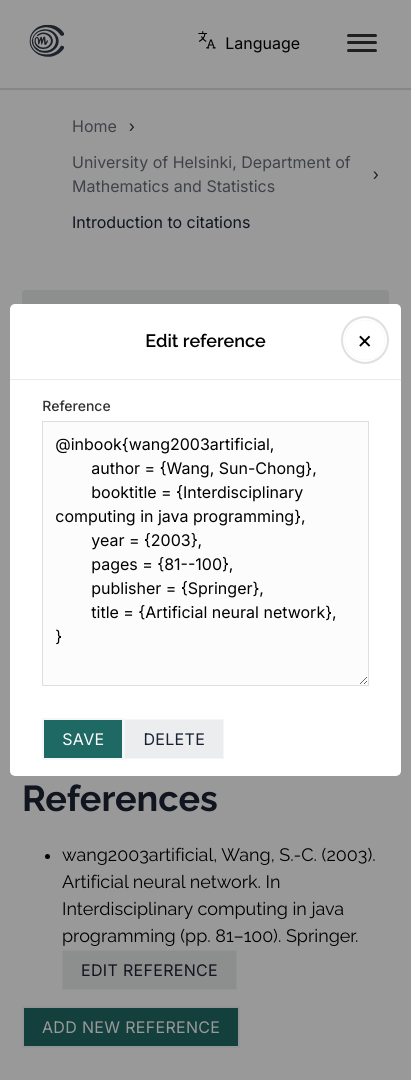 Language
Home ›
University of Helsinki, Department of ›
Mathematics and Statistics
Introduction to citations
Edit reference
Reference
@inbook{wang2003artificial,
author = {Wang, Sun-Chong},
booktitle = {Interdisciplinary
computing in java programming},
year = {2003},
pages = {81--100},
publisher = {Springer},
title = {Artificial neural network},
}
SAVE DELETE
References
• wang2003artificial, Wang, S.-C. (2003).
Artificial neural network. In
Interdisciplinary computing in java
programming (pp. 81–100). Springer.
EDIT REFERENCE
ADD NEW REFERENCE